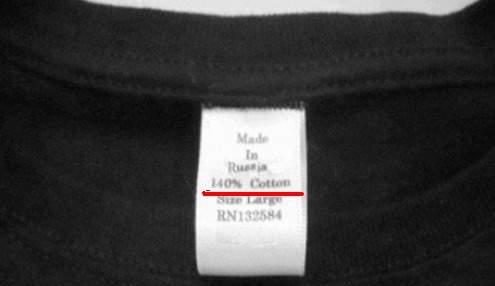 Made
In
Russia
140% Cotton
Size Large
RN132584